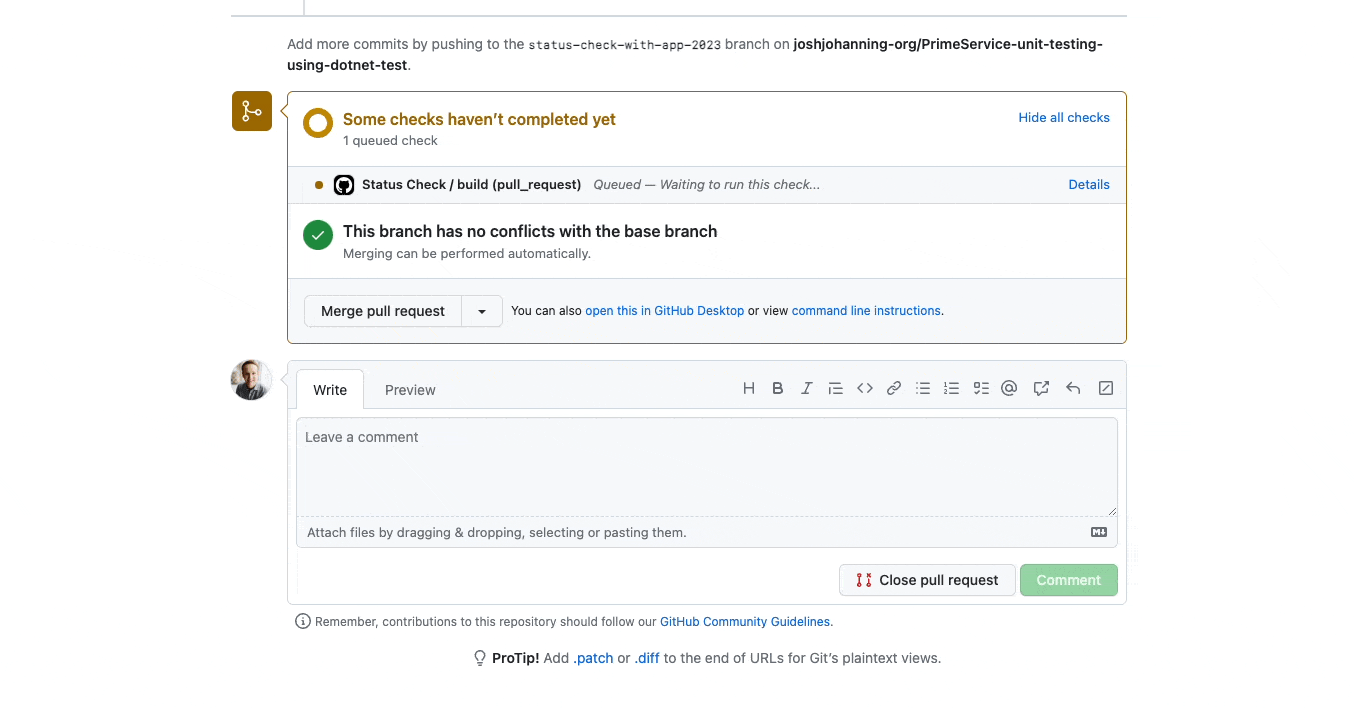 Add more commits by pushing to the status-check-with-app-2023 branch on joshjohanning-org/PrimeService-unit-testing-
using-dotnet-test.
Some checks haven’t completed yet
Hide all checks
1 queued check
Status Check / build (pull_request) Queued — Waiting to run this check...
Details
This branch has no conflicts with the base branch
Merging can be performed automatically.
Merge pull request
You can also open this in GitHub Desktop or view command line instructions.
Write
Preview
Leave a comment
Attach files by dragging & dropping, selecting or pasting them.
Close pull request
Comment
Remember, contributions to this repository should follow our GitHub Community Guidelines.
ProTip! Add .patch or .diff to the end of URLs for Git’s plaintext views.